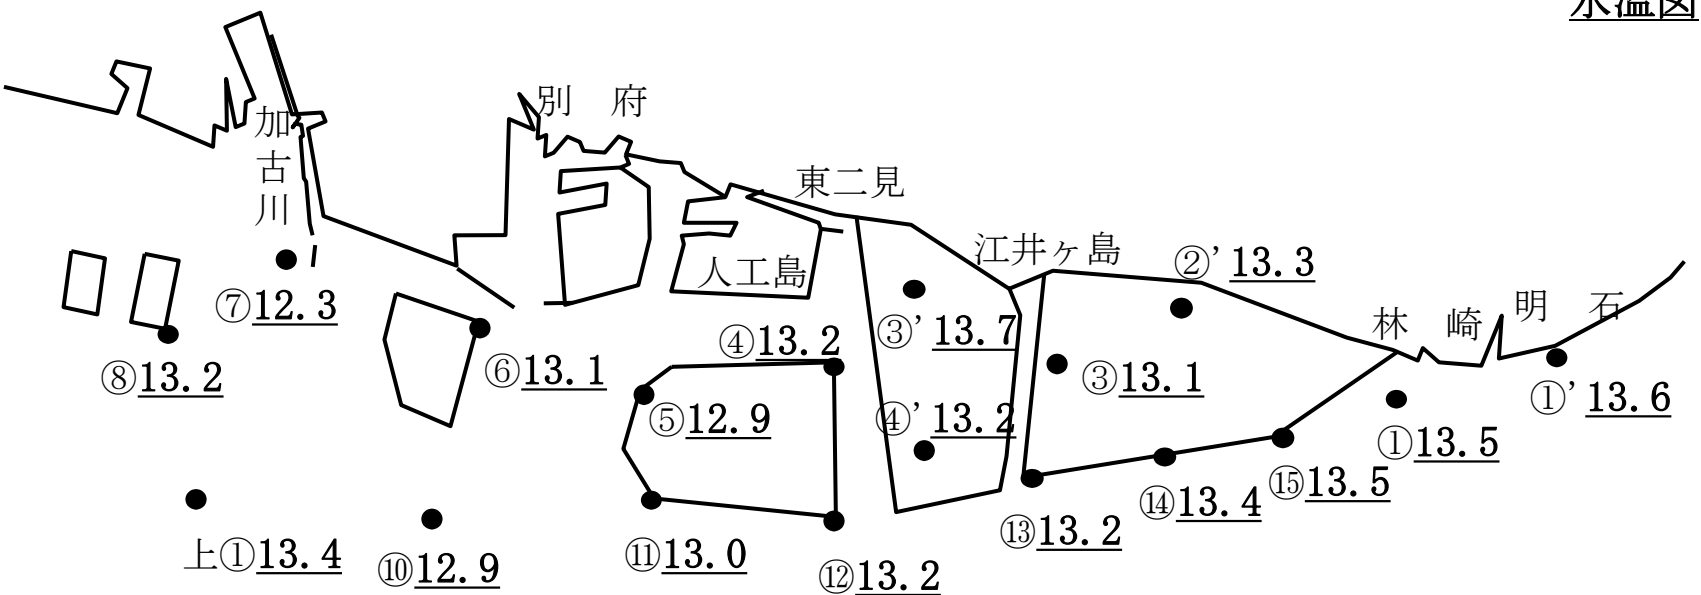 水温図
別府
加古川
東二見
江井ヶ島
②’13.3
人工島
⑦12.3
林崎
明石
③’13.7
④13.2
⑥13.1
⑧13.2
③13.1
①’13.6
⑤12.9
④’13.2
①13.5
⑮13.5
⑭13.4
⑬13.2
上①13.4
⑩12.9
⑪13.0
⑫13.2